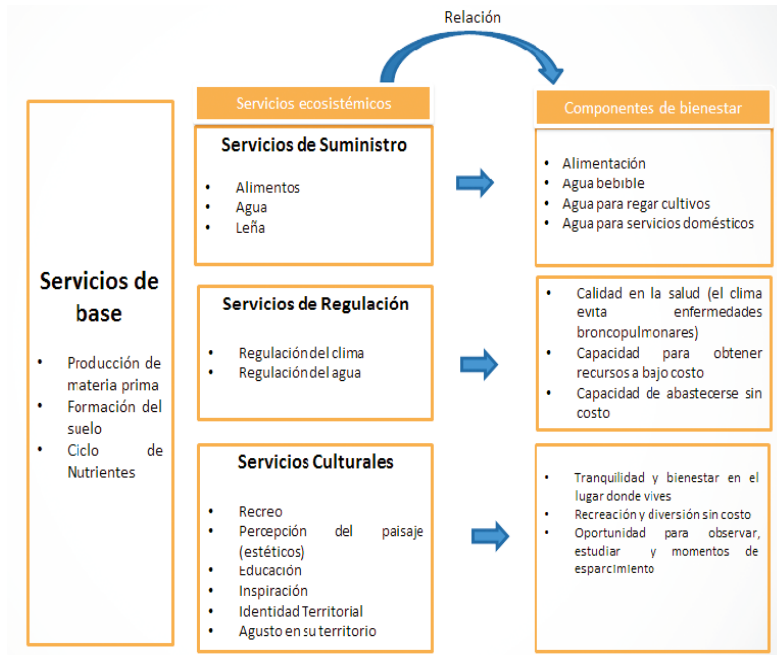 Relación
Servicios ecosistémicos
Componentes de bienestar
Servicios de
base
• Producción de
materia prima
• Formación del
suelo
• Ciclo de
Nutrientes
Servicios de Suministro
• Alimentos
• Agua
• Leña
• Alimentación
• Agua bebible
• Agua para regar cultivos
• Agua para servicios domésticos
Servicios de Regulación
• Regulación del clima
• Regulación del agua
• Calidad en la salud (el clima
evita enfermedades
broncopulmonares)
• Capacidad para obtener
recursos a bajo costo
• Capacidad de abastecerse sin
costo
Servicios Culturales
• Recreo
• Percepción del paisaje
(estéticos)
• Educación
• Inspiración
• Identidad Territorial
• Agusto en su territorio
• Tranquilidad y bienestar en el
lugar donde vives
• Recreación y diversión sin costo
• Oportunidad para observar,
estudiar y momentos de
esparcimiento